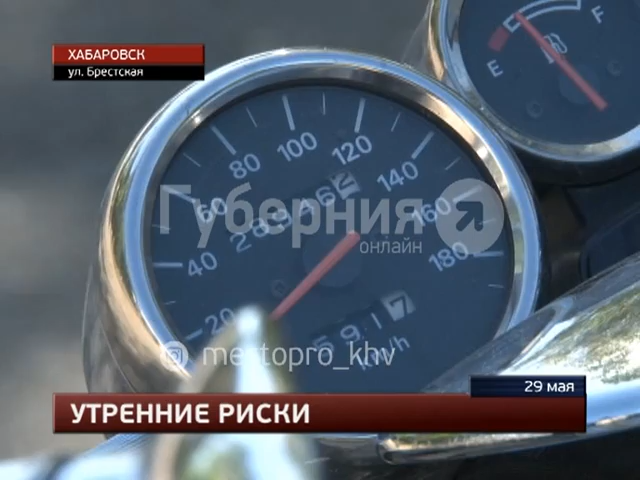 ХАБАРОВСК
ул. Брестская
E
F
20
40
60
80
100
120
140
160
180
Губерния
онлайн
km/h
mestopro_khv
29 мая
УТРЕННИЕ РИСКИ